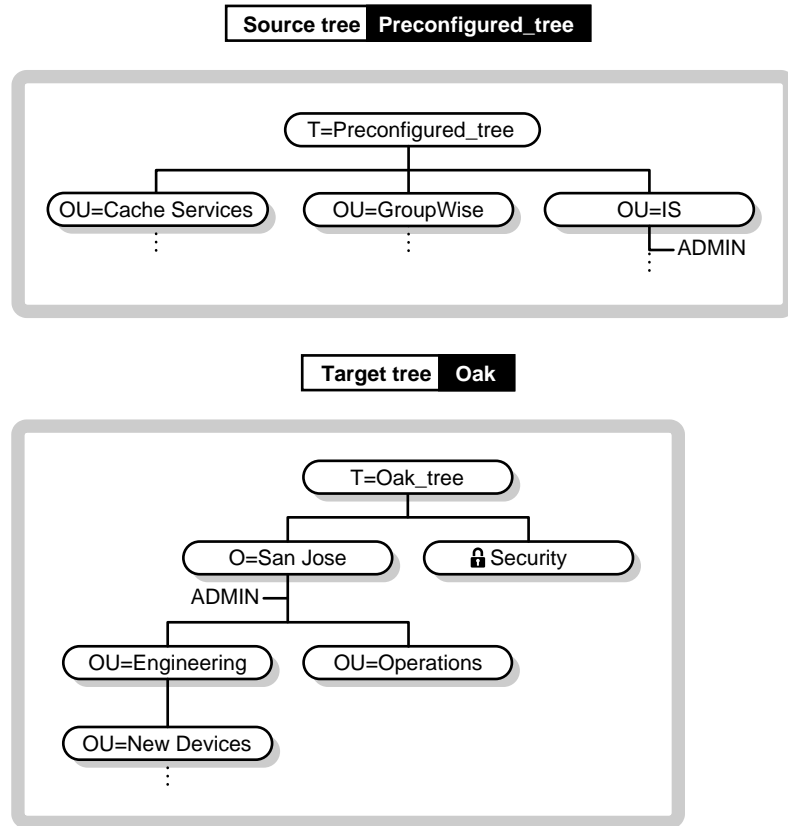 Source tree Preconfigured_tree
T=Preconfigured_tree
OU=Cache Services OU=GroupWise OU=IS
ADMIN
Target tree Oak
T=Oak_tree
O=San Jose Security
ADMIN
OU=Engineering OU=Operations
OU=New Devices